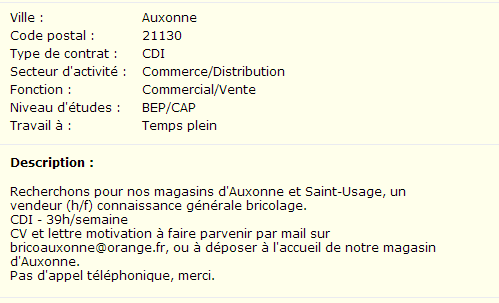 Ville : Auxonne
Code postal : 21130
Type de contrat : CDI
Secteur d'activité : Commerce/Distribution
Fonction : Commercial/Vente
Niveau d'études : BEP/CAP
Travail à : Temps plein
Description :
Recherchons pour nos magasins d'Auxonne et Saint-Usage, un
vendeur (h/f) connaissance générale bricolage.
CDI - 39h/semaine
CV et lettre motivation à faire parvenir par mail sur
bricoauxonne@orange.fr, ou à déposer à l'accueil de notre magasin
d'Auxonne.
Pas d'appel téléphonique, merci.